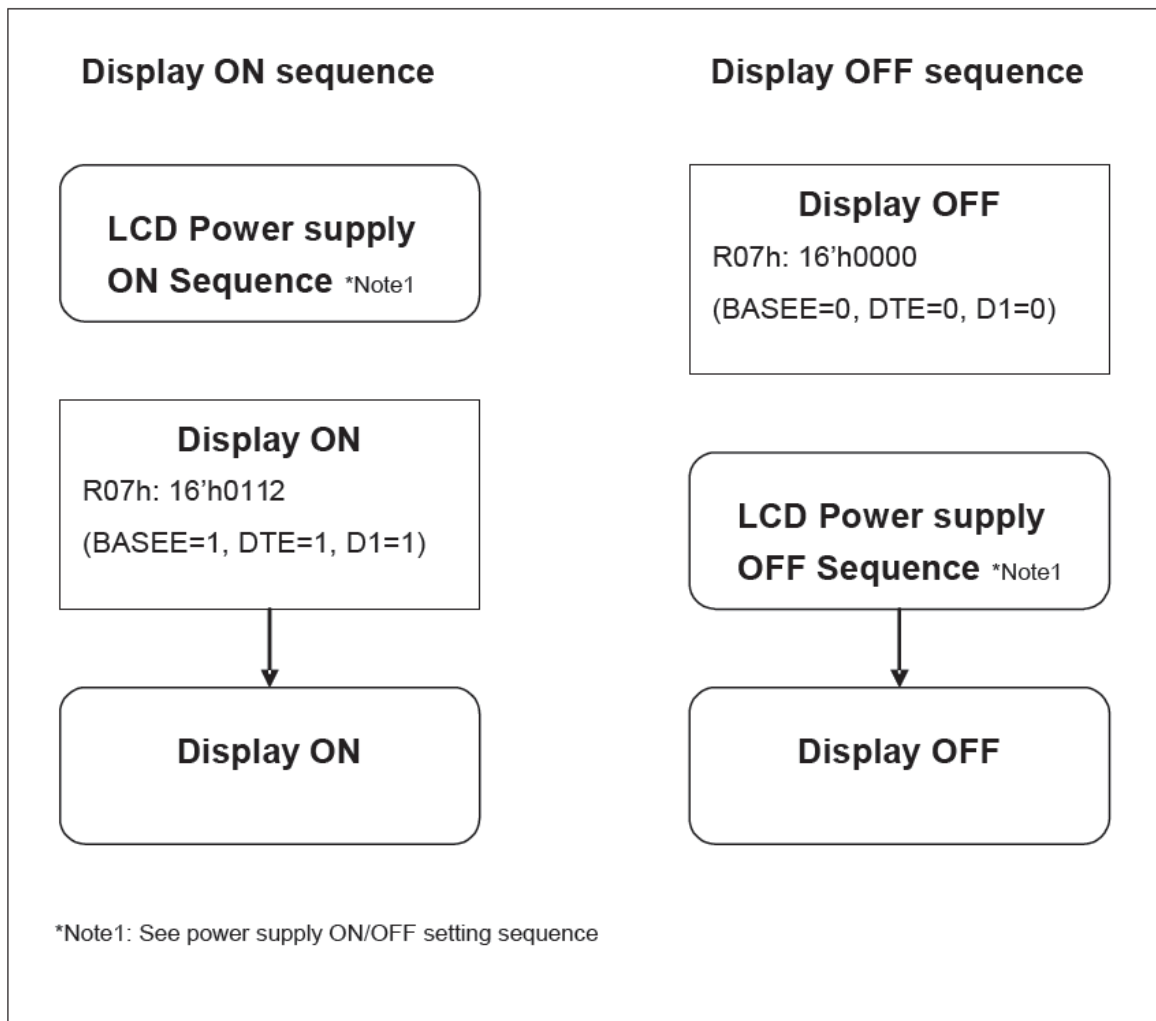 Display ON sequence
LCD Power supply
ON Sequence *Note1
Display ON
R07h: 16’h0112
(BASEE=1, DTE=1, D1=1)
Display ON
Display OFF sequence
Display OFF
R07h: 16’h0000
(BASEE=0, DTE=0, D1=0)
LCD Power supply
OFF Sequence *Note1
Display OFF
*Note1: See power supply ON/OFF setting sequence